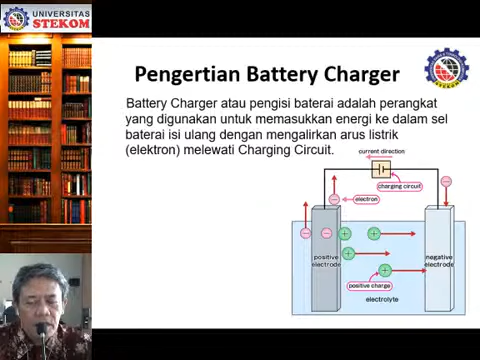 UNIVERSITAS
STEKOM
Pengertian Battery Charger
Battery Charger atau pengisi baterai adalah perangkat
yang digunakan untuk memasukkan energi ke dalam sel
baterai isi ulang dengan mengalirkan arus listrik
(elektron) melewati Charging Circuit.
current direction
charging circuit
electron
positive
electrode
negative
electrode
positive charge
electrolyte